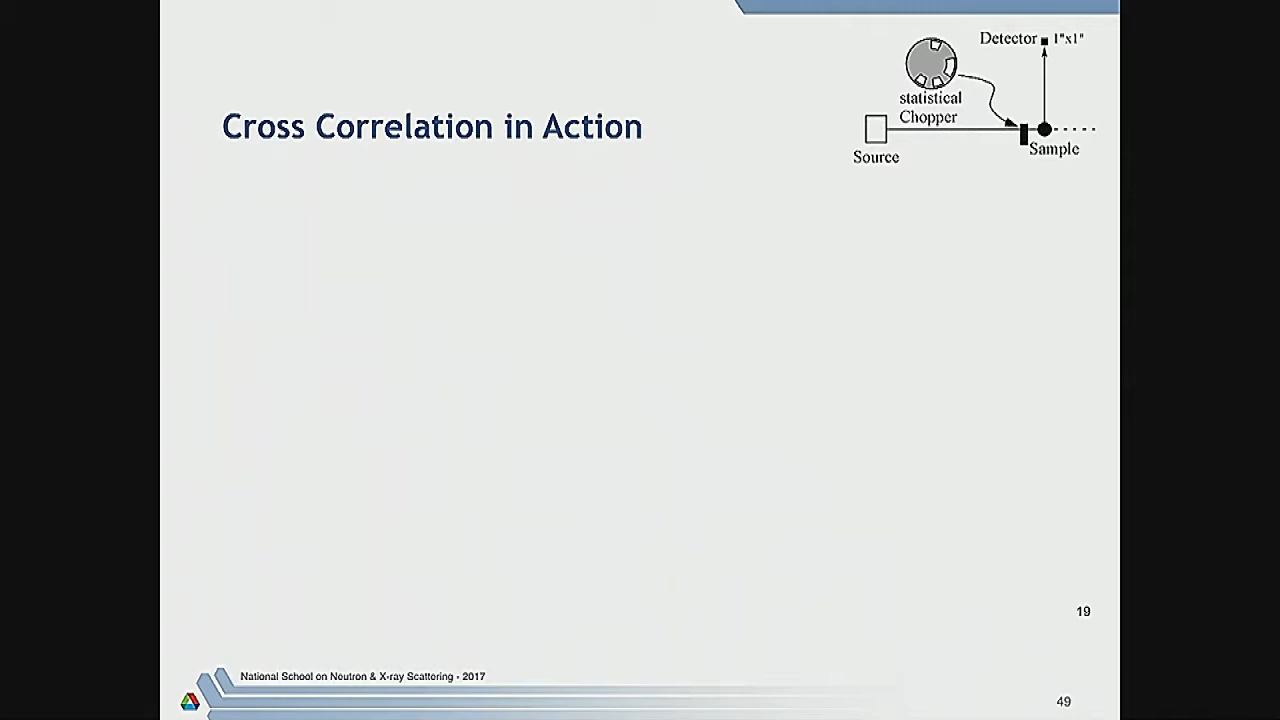 Detector 1"x1"
statistical
Chopper
Cross Correlation in Action
Sample
Source
19
National School on Neutron & X-ray Scattering - 2017
49